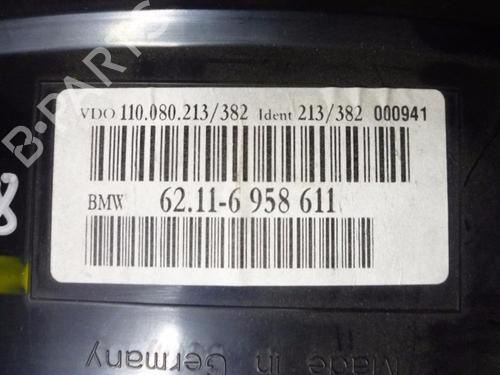 B-PARTS
VDO 110.080.213/382 Ident 213/382 000941
BMW 62.11-6 958 611
8
Made in Germany